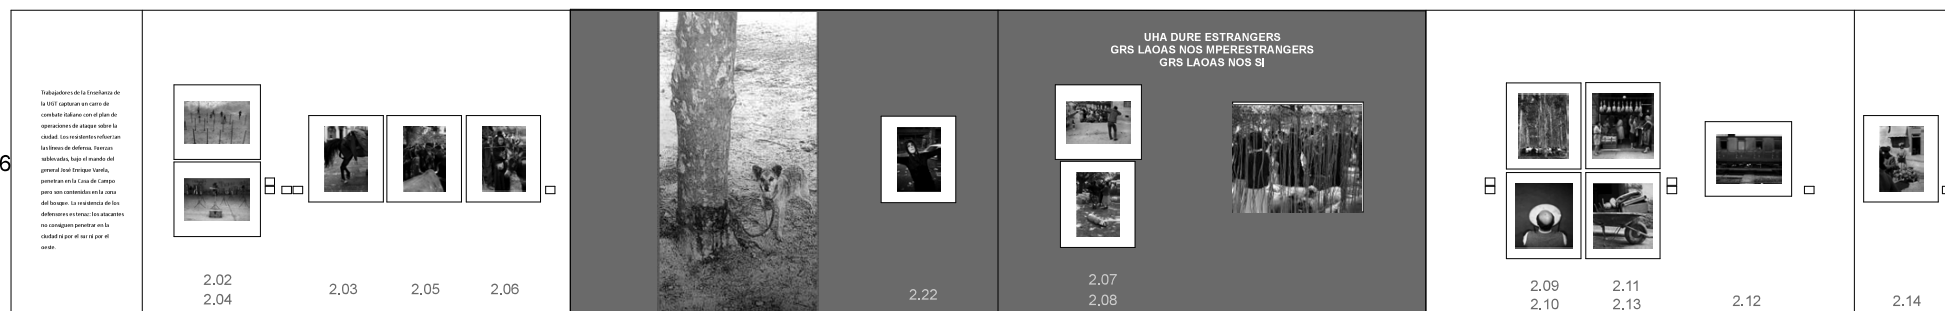 6
Trabajadores de la Enseñanza de
la UGT capturan un carro de
combate italiano con el plan de
operaciones de ataque sobre la
ciudad. Los resistentes refuerzan
las líneas de defensa. Fuerzas
sublevadas, bajo el mando del
general José Enrique Varela,
penetran en la Casa de Campo
pero son contenidas en la zona
del bosque. La resistencia de los
defensores es tenaz: los atacantes
no consiguen penetrar en la
ciudad ni por el sur ni por el
oeste.
2.02
2.04
2.03
2.05
2.06
2.22
UHA DURE ESTRANGERS
GRS LAOAS NOS MPERESTRANGERS
GRS LAOAS NOS SI
2.07
2.08
2.09
2.10
2.11
2.13
2.12
2.14